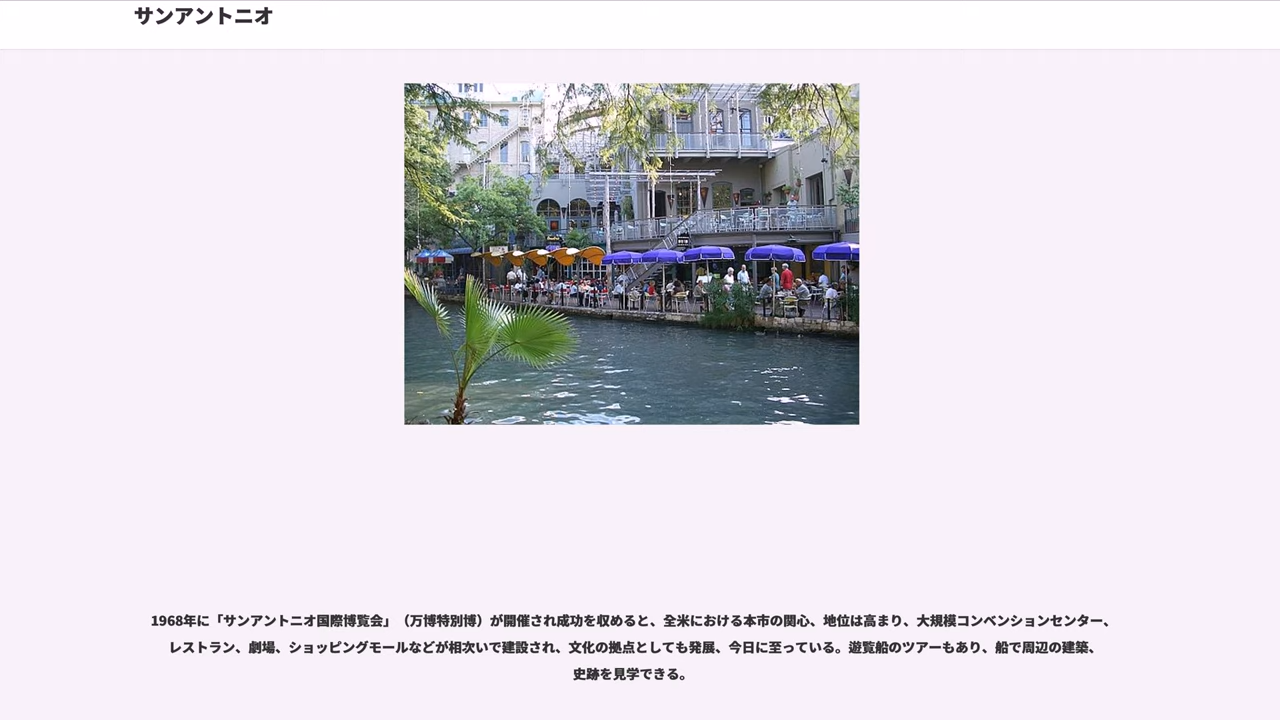 サンアントニオ
1968年に「サンアントニオ国際博覧会」（万博特別博）が開催され成功を収めると、全米における本市の関心、地位は高まり、大規模コンベンションセンター、
レストラン、劇場、ショッピングモールなどが相次いで建設され、文化の拠点としても発展、今日に至っている。遊覧船のツアーもあり、船で周辺の建築、
史跡を見学できる。